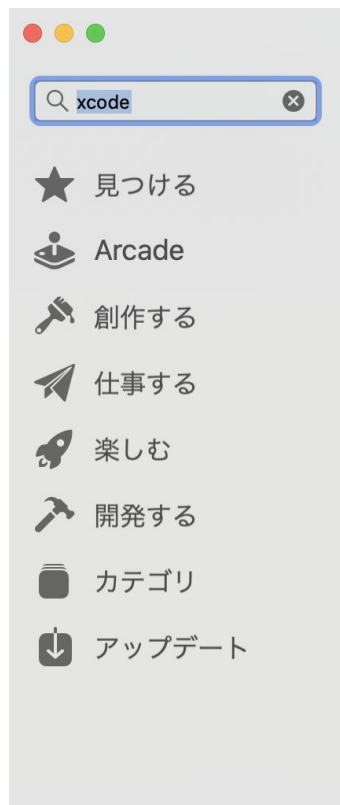 xcode
見つける
Arcade
創作する
仕事する
楽しむ
開発する
カテゴリ
アップデート